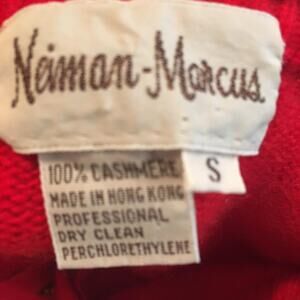 Neiman-Marcus
100% CASHMERE
S
MADE IN HONG KONG
PROFESSIONAL
DRY CLEAN
PERCHLORETHYLENE